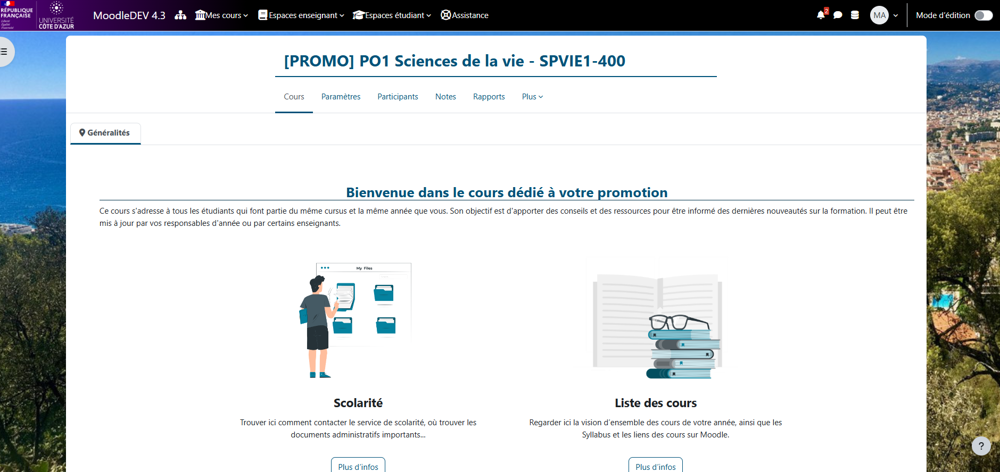 RÉPUBLIQUE
FRANÇAISE
Liberté
Égalité
Fraternité
UNIVERSITÉ
CÔTE D'AZUR
MoodleDEV 4.3
Mes cours
Espaces enseignant
Espaces étudiant
Assistance
2
MA
Mode d'édition
[PROMO] PO1 Sciences de la vie - SPVIE1-400
Cours
Paramètres
Participants
Notes
Rapports
Plus
Généralités
Bienvenue dans le cours dédié à votre promotion
Ce cours s'adresse à tous les étudiants qui font partie du même cursus et la même année que vous. Son objectif est d'apporter des conseils et des ressources pour être informé des dernières nouveautés sur la formation. Il peut être
mis à jour par vos responsables d'année ou par certains enseignants.
My Files
Scolarité
Trouver ici comment contacter le service de scolarité, où trouver les
documents administratifs importants...
Plus d'infos
Liste des cours
Regarder ici la vision d'ensemble des cours de votre année, ainsi que les
Syllabus et les liens des cours sur Moodle.
Plus d'infos
?